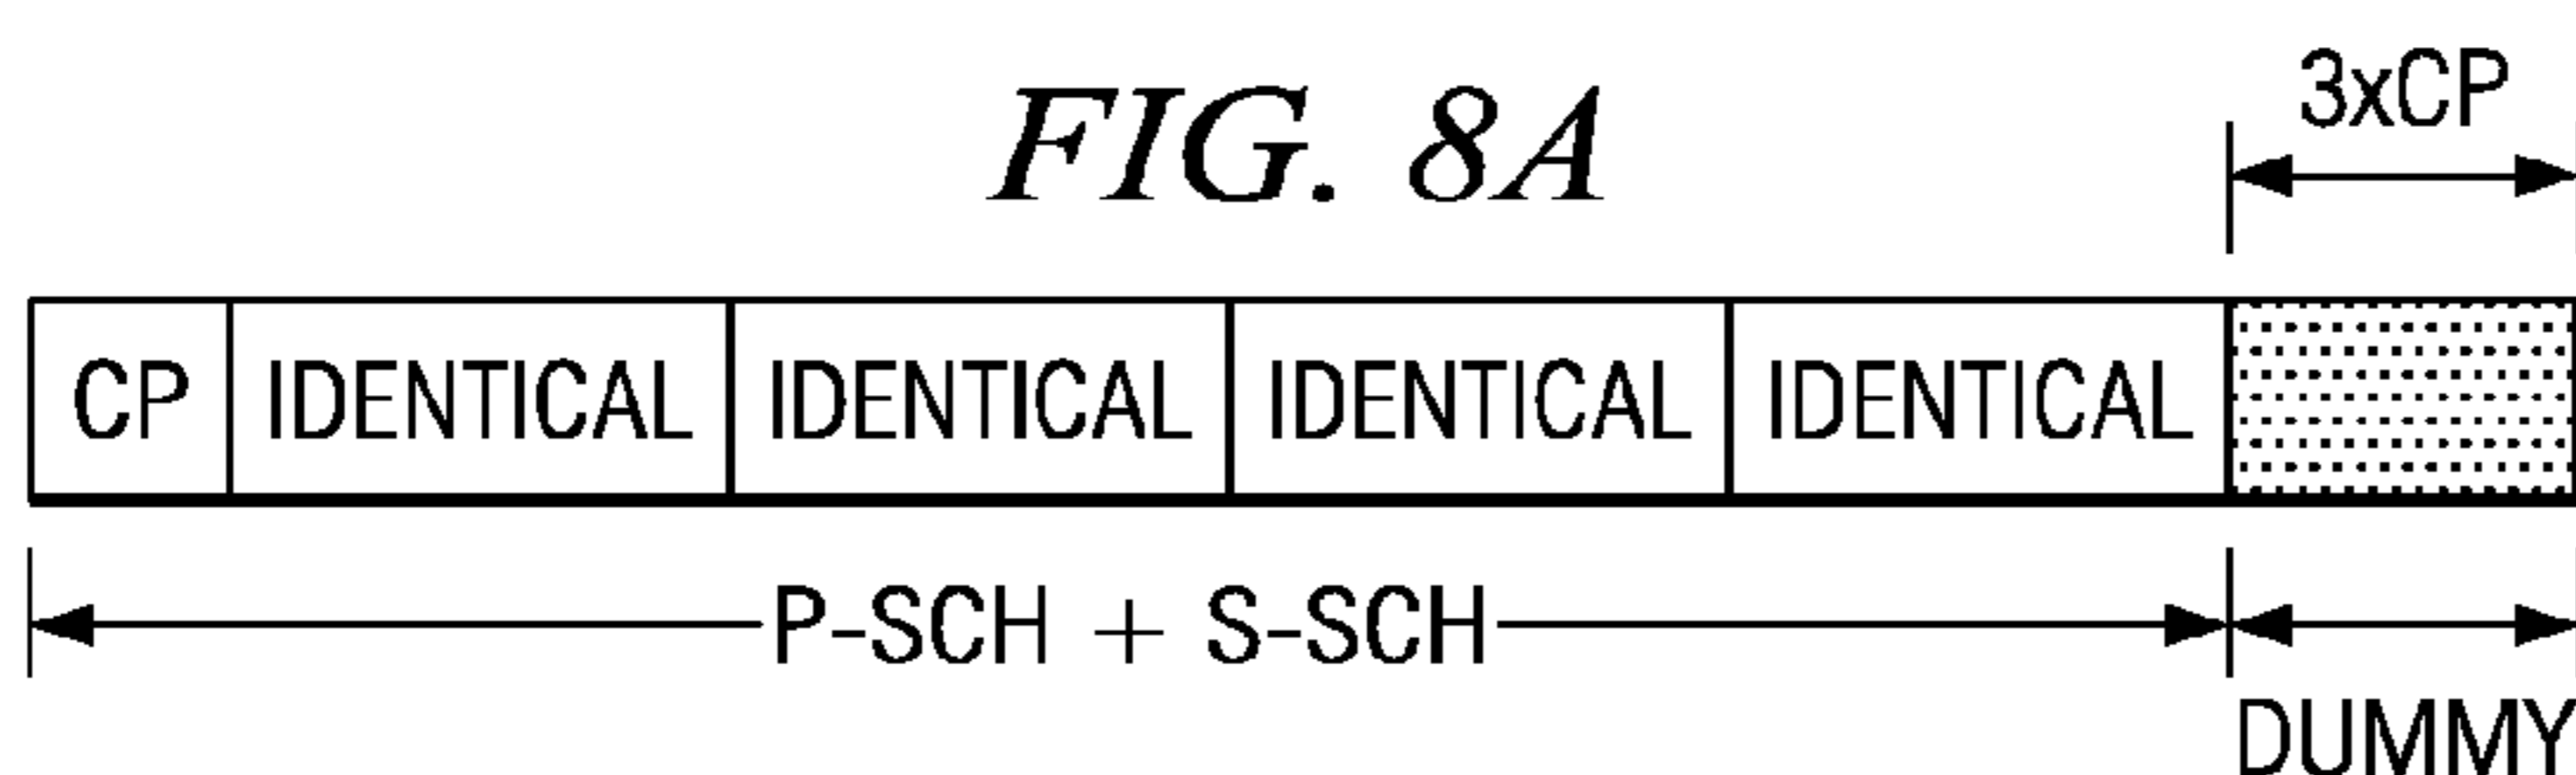 FIG. 8A
3xCP
CP IDENTICAL IDENTICAL IDENTICAL IDENTICAL
P-SCH + S-SCH
DUMMY